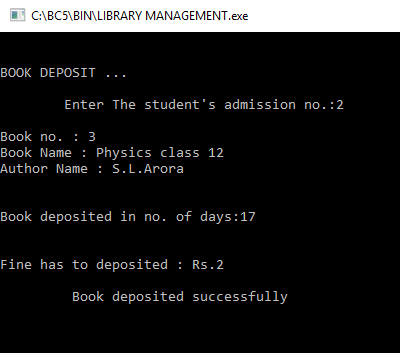 C:\BC5\BIN\LIBRARY MANAGEMENT.exe
BOOK DEPOSIT ...
Enter The student's admission no.:2
Book no. : 3
Book Name : Physics class 12
Author Name : S.L.Arora
Book deposited in no. of days:17
Fine has to deposited : Rs.2
Book deposited successfully